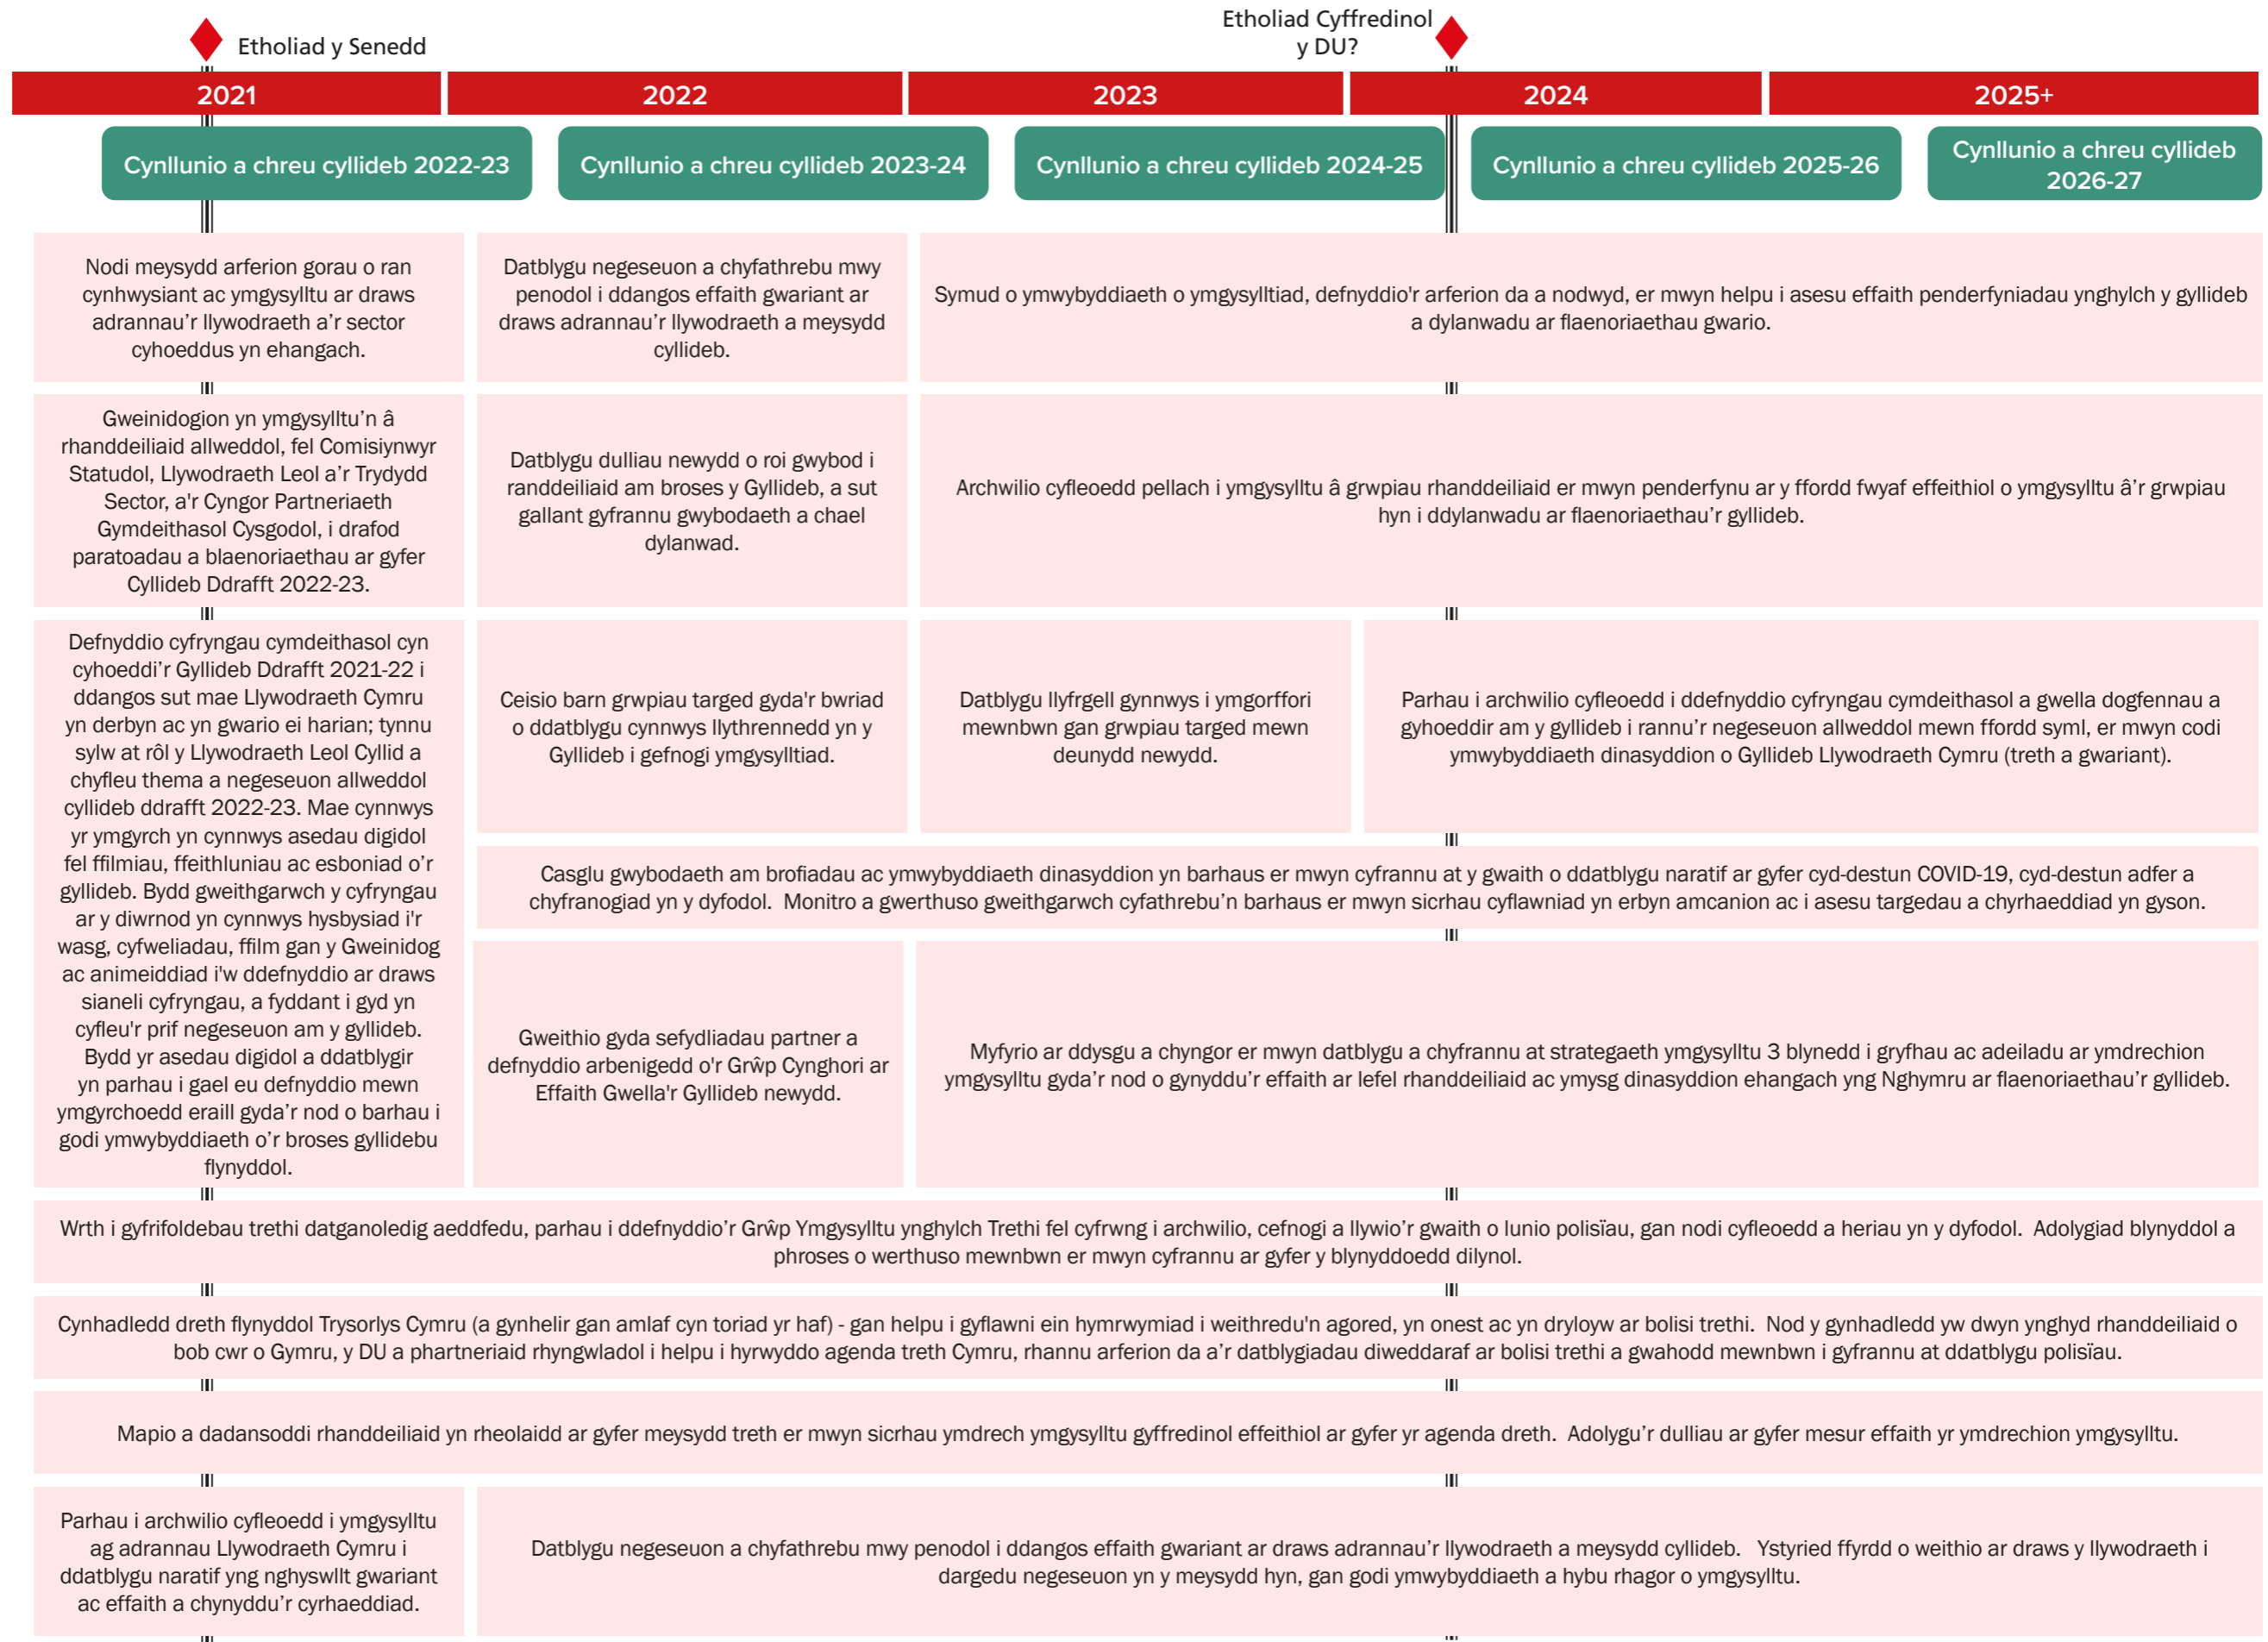 Etholiad y Senedd
Etholiad Cyffredinol
y DU?
2021
2022
2023
2024
2025+
Cynllunio a chreu cyllideb 2022-23
Cynllunio a chreu cyllideb 2023-24
Cynllunio a chreu cyllideb 2024-25
Cynllunio a chreu cyllideb 2025-26
Cynllunio a chreu cyllideb
2026-27
Nodi meysydd arferion gorau o ran
cynhwysiant ac ymgysylltu ar draws
adrannau'r llywodraeth a'r sector
cyhoeddus yn ehangach.
Datblygu negeseuon a chyfathrebu mwy
penodol i ddangos effaith gwariant ar
draws adrannau'r llywodraeth a meysydd
cyllideb.
Symud o ymwybyddiaeth o ymgysylltiad, defnyddio'r arferion da a nodwyd, er mwyn helpu i asesu effaith penderfyniadau ynghylch y gyllideb
a dylanwadu ar flaenoriaethau gwario.
Gweinidogion yn ymgysylltu'n â
rhanddeiliaid allweddol, fel Comisiynwyr
Statudol, Llywodraeth Leol a'r Trydydd
Sector, a'r Cyngor Partneriaeth
Gymdeithasol Cysgodol, i drafod
paratoadau a blaenoriaethau ar gyfer
Cyllideb Ddrafft 2022-23.
Datblygu dulliau newydd o roi gwybod i
randdeiliaid am broses y Gyllideb, a sut
gallant gyfrannu gwybodaeth a chael
dylanwad.
Archwilio cyfleoedd pellach i ymgysylltu â grwpiau rhanddeiliaid er mwyn penderfynu ar y ffordd fwyaf effeithiol o ymgysylltu â'r grwpiau
hyn i ddylanwadu ar flaenoriaethau'r gyllideb.
Defnyddio cyfryngau cymdeithasol cyn
cyhoeddi'r Gyllideb Ddrafft 2021-22 i
ddangos sut mae Llywodraeth Cymru
yn derbyn ac yn gwario ei harian; tynnu
sylw at rôl y Llywodraeth Leol Cyllid a
chyfleu thema a negeseuon allweddol
cyllideb ddrafft 2022-23. Mae cynnwys
yr ymgyrch yn cynnwys asedau digidol
fel ffilmiau, ffeithluniau ac esboniad o'r
gyllideb. Bydd gweithgarwch y cyfryngau
ar y diwrnod yn cynnwys hysbysiad i'r
wasg, cyfweliadau, ffilm gan y Gweinidog
ac animeiddiad i'w ddefnyddio ar draws
sianeli cyfryngau, a fyddant i gyd yn
cyfleu'r prif negeseuon am y gyllideb.
Bydd yr asedau digidol a ddatblygir
yn parhau i gael eu defnyddio mewn
ymgyrchoedd eraill gyda'r nod o barhau i
godi ymwybyddiaeth o'r broses gyllidebu
flynyddol.
Ceisio barn grwpiau targed gyda'r bwriad
o ddatblygu cynnwys llythrennedd yn y
Gyllideb i gefnogi ymgysylltiad.
Datblygu llyfrgell gynnwys i ymgorffori
mewnbwn gan grwpiau targed mewn
deunydd newydd.
Parhau i archwilio cyfleoedd i ddefnyddio cyfryngau cymdeithasol a gwella dogfennau a
gyhoeddir am y gyllideb i rannu'r negeseuon allweddol mewn ffordd syml, er mwyn codi
ymwybyddiaeth dinasyddion o Gyllideb Llywodraeth Cymru (treth a gwariant).
Casglu gwybodaeth am brofiadau ac ymwybyddiaeth dinasyddion yn barhaus er mwyn cyfrannu at y gwaith o ddatblygu naratif ar gyfer cyd-destun COVID-19, cyd-destun adfer a
chyfranogiad yn y dyfodol. Monitro a gwerthuso gweithgarwch cyfathrebu'n barhaus er mwyn sicrhau cyflawniad yn erbyn amcanion ac i asesu targedau a chyrhaeddiad yn gyson.
Gweithio gyda sefydliadau partner a
defnyddio arbenigedd o'r Grŵp Cynghori ar
Effaith Gwella'r Gyllideb newydd.
Myfyrio ar ddysgu a chyngor er mwyn datblygu a chyfrannu at strategaeth ymgysylltu 3 blynedd i gryfhau ac adeiladu ar ymdrechion
ymgysylltu gyda'r nod o gynyddu'r effaith ar lefel rhanddeiliaid ac ymysg dinasyddion ehangach yng Nghymru ar flaenoriaethau'r gyllideb.
Wrth i gyfrifoldebau trethi datganoledig aeddfedu, parhau i ddefnyddio'r Grŵp Ymgysylltu ynghylch Trethi fel cyfrwng i archwilio, cefnogi a llywio'r gwaith o lunio polisïau, gan nodi cyfleoedd a heriau yn y dyfodol. Adolygiad blynyddol a
phroses o werthuso mewnbwn er mwyn cyfrannu ar gyfer y blynyddoedd dilynol.
Cynhadledd dreth flynyddol Trysorlys Cymru (a gynhelir gan amlaf cyn toriad yr haf) - gan helpu i gyflawni ein hymrwymiad i weithredu'n agored, yn onest ac yn dryloyw ar bolisi trethi. Nod y gynhadledd yw dwyn ynghyd rhanddeiliaid o
bob cwr o Gymru, y DU a phartneriaid rhyngwladol i helpu i hyrwyddo agenda treth Cymru, rhannu arferion da a'r datblygiadau diweddaraf ar bolisi trethi a gwahodd mewnbwn i gyfrannu at ddatblygu polisïau.
Mapio a dadansoddi rhanddeiliaid yn rheolaidd ar gyfer meysydd treth er mwyn sicrhau ymdrech ymgysylltu gyffredinol effeithiol ar gyfer yr agenda dreth. Adolygu'r dulliau ar gyfer mesur effaith yr ymdrechion ymgysylltu.
Parhau i archwilio cyfleoedd i ymgysylltu
ag adrannau Llywodraeth Cymru i
ddatblygu naratif yng nghyswllt gwariant
ac effaith a chynyddu'r cyrhaeddiad.
Datblygu negeseuon a chyfathrebu mwy penodol i ddangos effaith gwariant ar draws adrannau'r llywodraeth a meysydd cyllideb. Ystyried ffyrdd o weithio ar draws y llywodraeth i
dargedu negeseuon yn y meysydd hyn, gan godi ymwybyddiaeth a hybu rhagor o ymgysylltu.